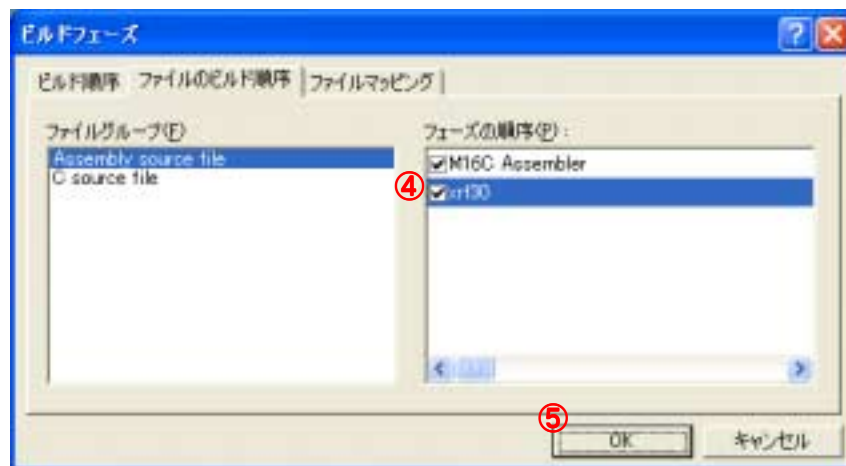 ビルドフェーズ
ビルド順序 ファイルのビルド順序 ファイルマッピング
ファイルグループ(F)
フェーズの順序(P):
Assembly source file
C source file
M16C Assembler
④
xrf30
⑤
OK
キャンセル